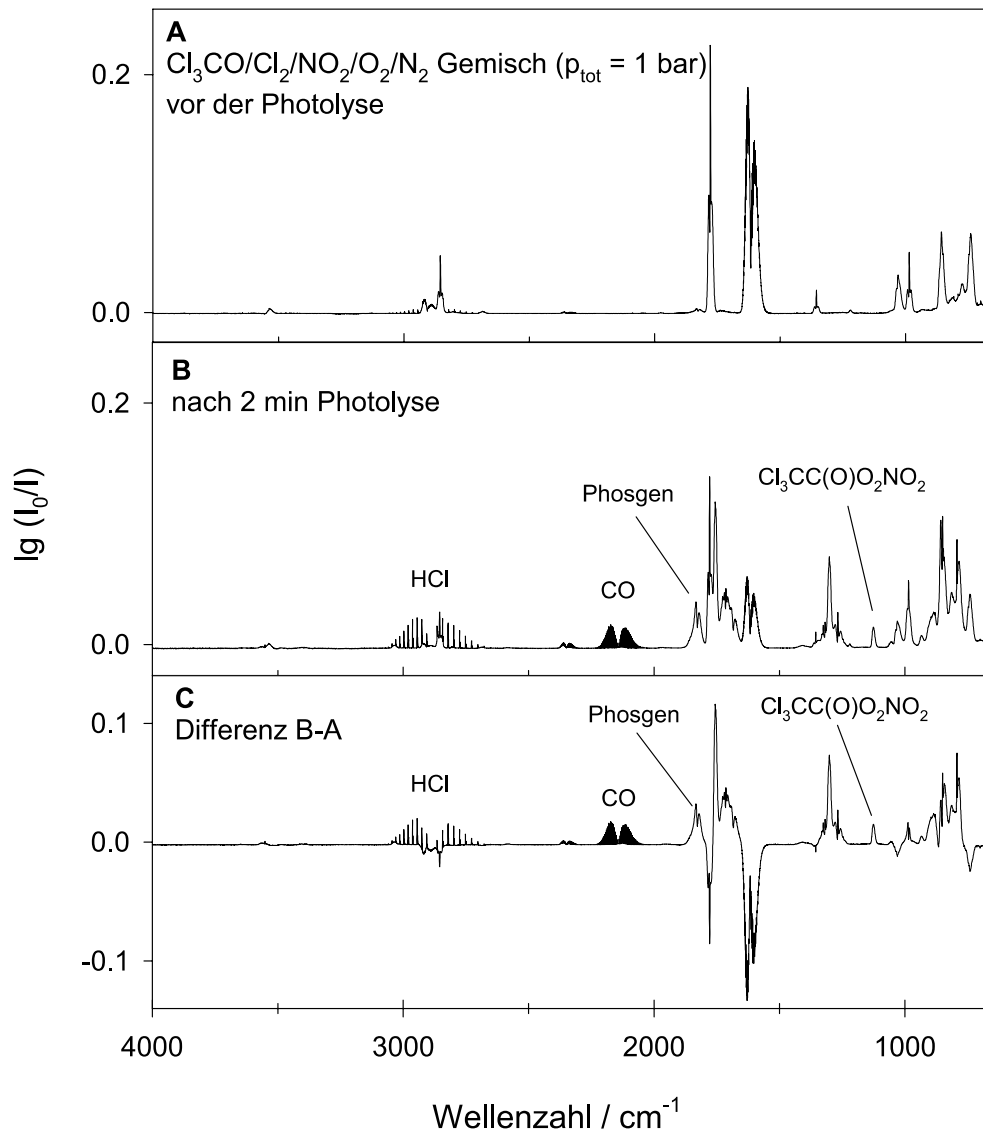 A
Cl₃CO/Cl₂/NO₂/O₂/N₂ Gemisch (pₜₒₜ = 1 bar)
vor der Photolyse
0.2
0.0
B
nach 2 min Photolyse
0.2
0.0
HCl
CO
Phosgen
Cl₃CC(O)O₂NO₂
lg (I₀/I)
C
Differenz B-A
0.1
0.0
-0.1
HCl
CO
Phosgen
Cl₃CC(O)O₂NO₂
4000
3000
2000
1000
Wellenzahl / cm⁻¹